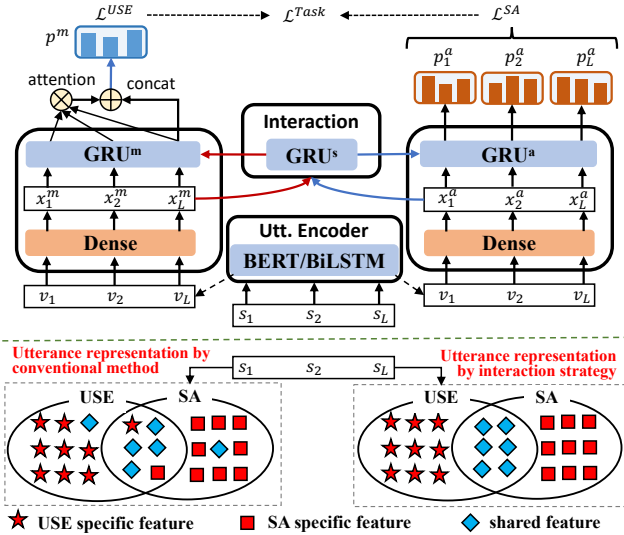 ℒ^USE ℒ^Task ℒ^SA
p^m
p_1^a p_2^a p_L^a
attention
concat
Interaction
GRU^m
GRU^s
GRU^a
x_1^m x_2^m x_L^m
x_1^a x_2^a x_L^a
Utt. Encoder
Dense
BERT/BiLSTM
Dense
v_1 v_2 v_L
v_1 v_2 v_L
s_1 s_2 s_L
Utterance representation by
conventional method
s_1 s_2 s_L
Utterance representation
by interaction strategy
USE SA
USE SA
USE specific feature
SA specific feature
shared feature